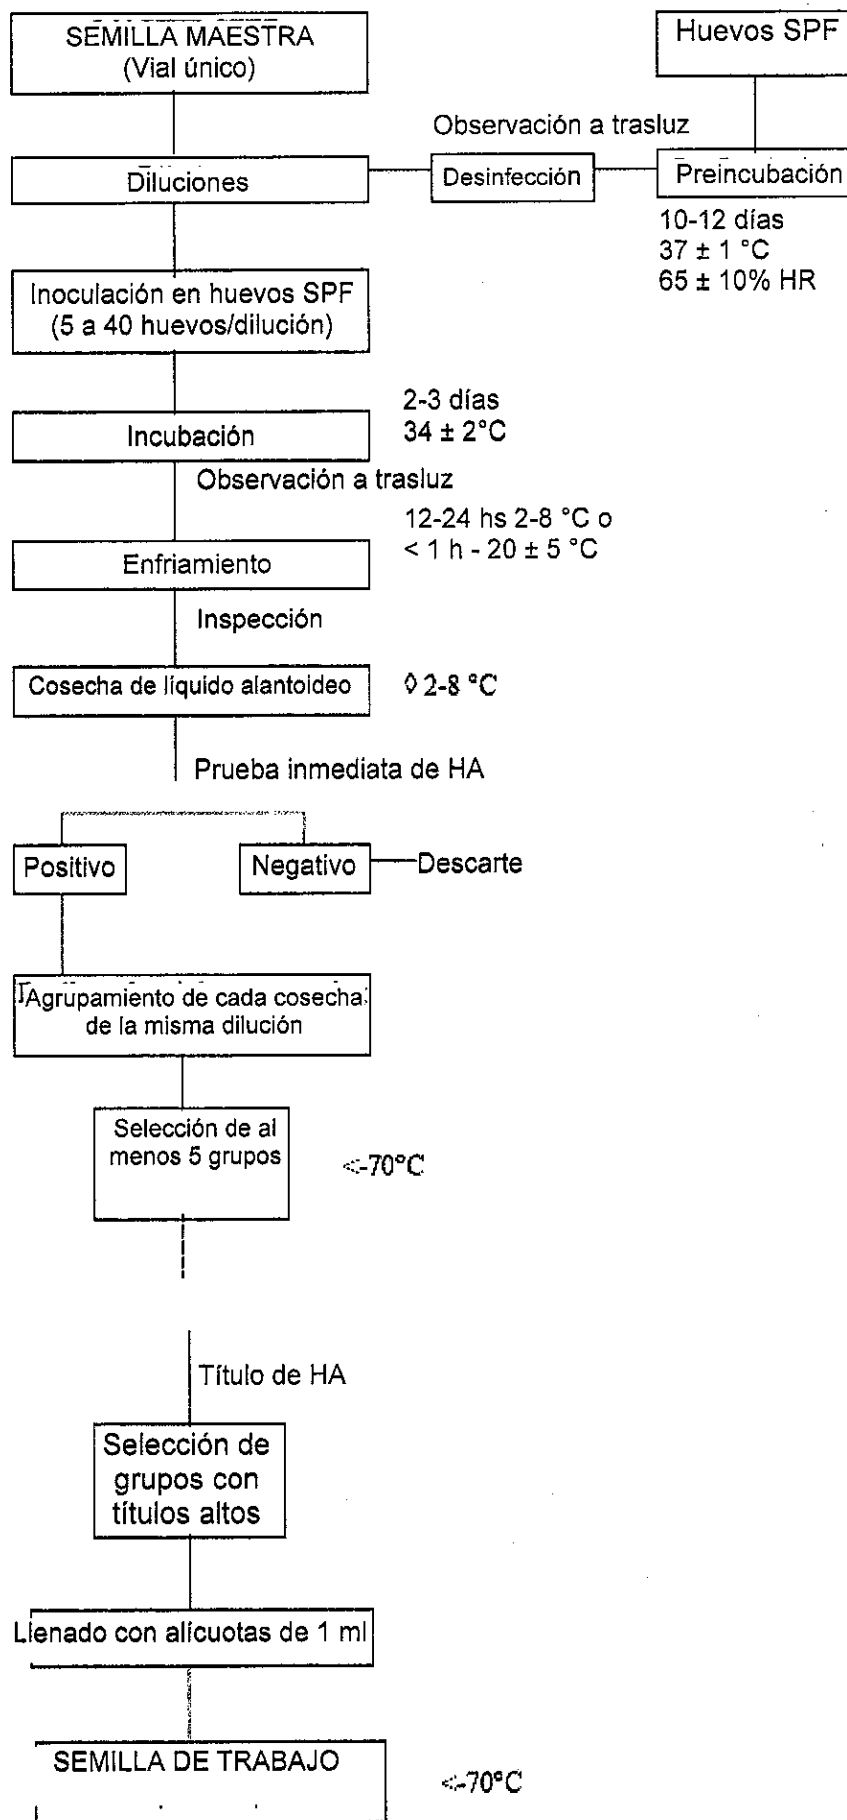 SEMILLA MAESTRA
(Vial único)
Huevos SPF
Observación a trasluz
Diluciones
Desinfección
Preincubación
10-12 días
37 ± 1 °C
65 ± 10% HR
Inoculación en huevos SPF
(5 a 40 huevos/dilución)
2-3 días
34 ± 2°C
Incubación
Observación a trasluz
12-24 hs 2-8 °C o
< 1 h - 20 ± 5 °C
Enfriamiento
Inspección
Cosecha de líquido alantoideo
◊ 2-8 °C
Prueba inmediata de HA
Positivo
Negativo
Descarte
Agrupamiento de cada cosecha
de la misma dilución
Selección de al
menos 5 grupos
<-70°C
Título de HA
Selección de
grupos con
títulos altos
Llenado con alícuotas de 1 ml
SEMILLA DE TRABAJO
<-70°C